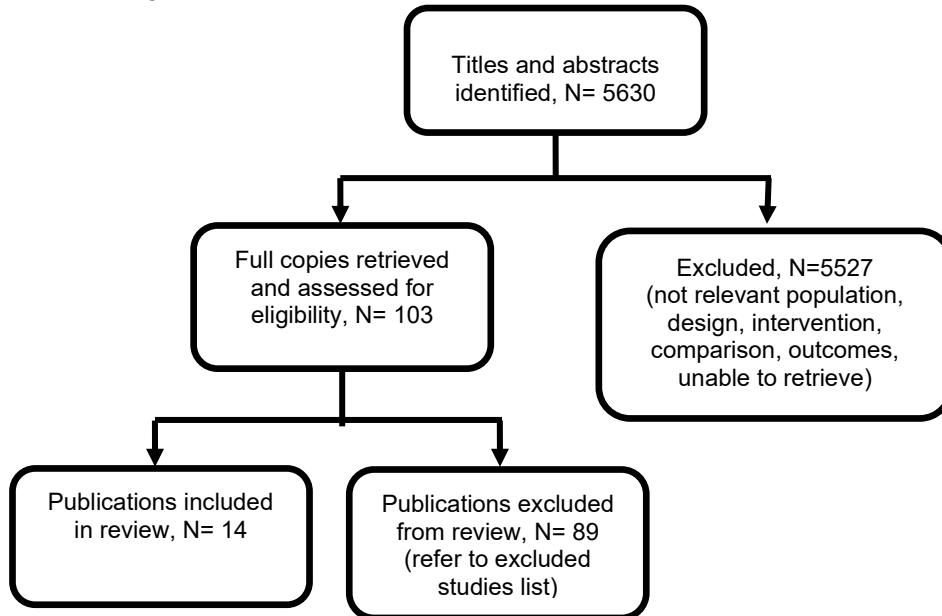 Titles and abstracts
identified, N= 5630
Full copies retrieved
and assessed for
eligibility, N= 103
Excluded, N=5527
(not relevant population,
design, intervention,
comparison, outcomes,
unable to retrieve)
Publications included
in review, N= 14
Publications excluded
from review, N= 89
(refer to excluded
studies list)